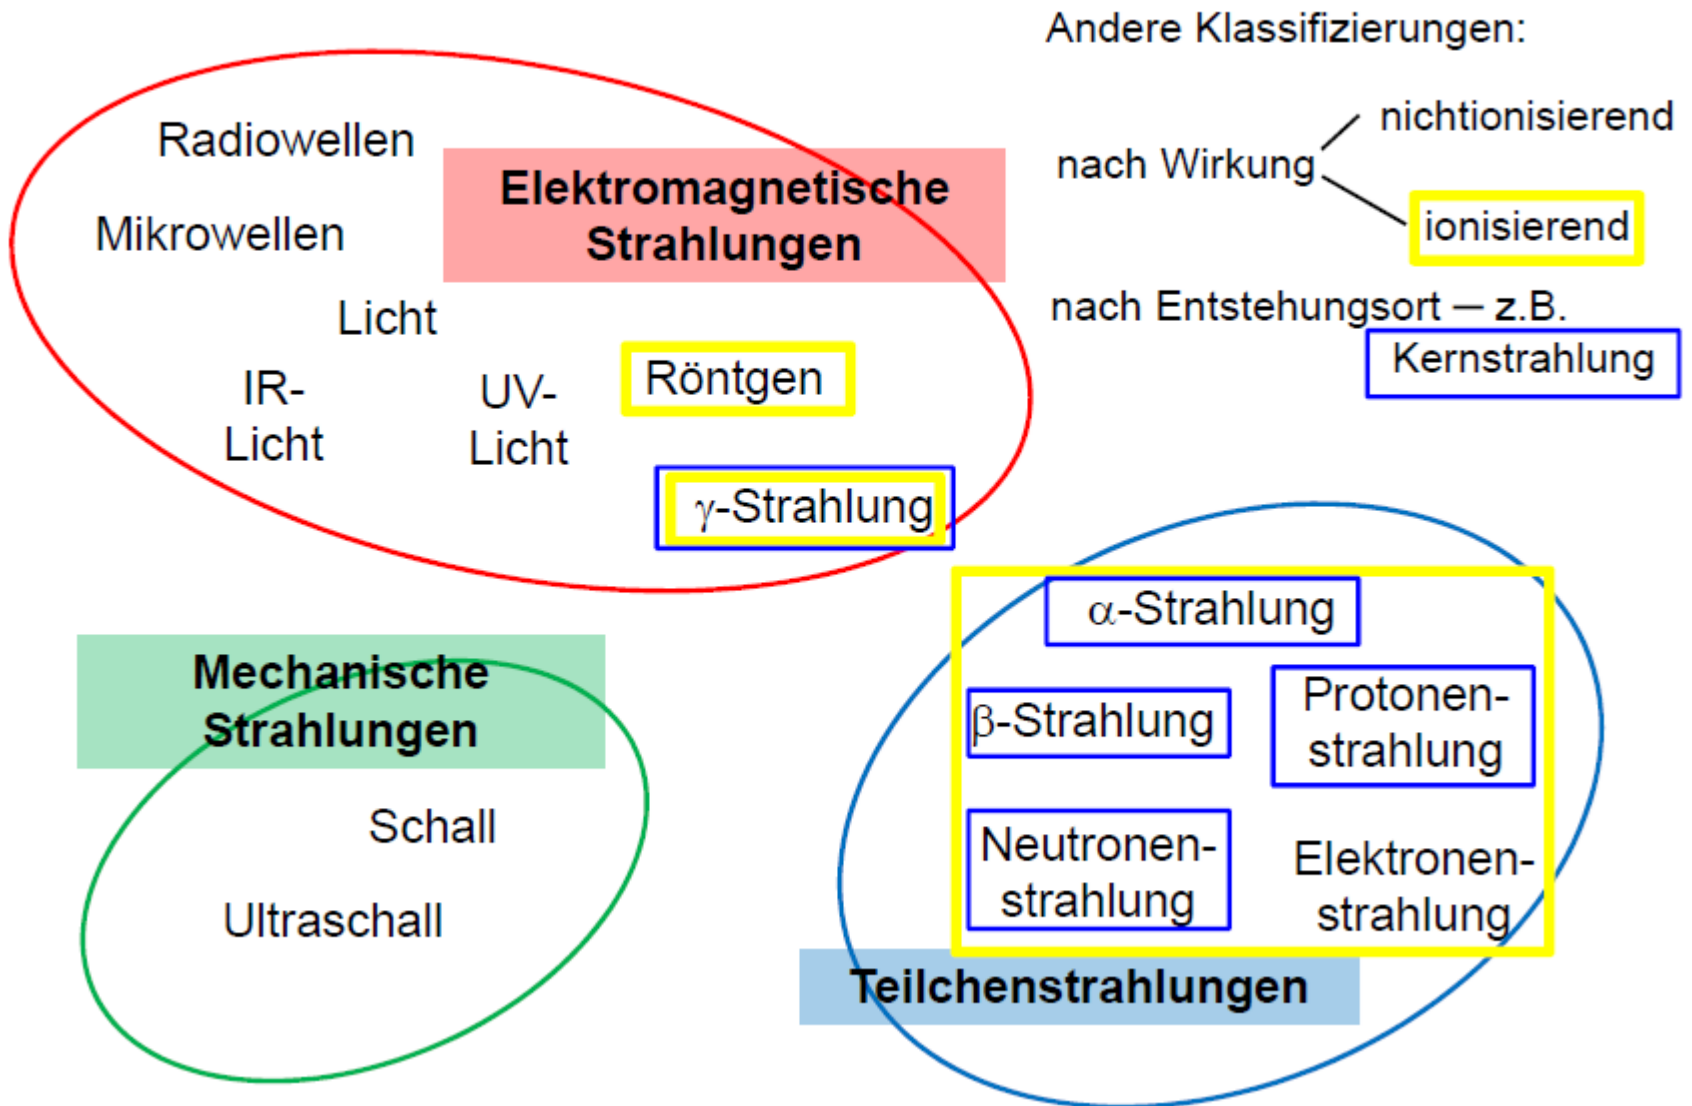 Andere Klassifizierungen:
nichtionisierend
nach Wirkung
ionisierend
nach Entstehungsort – z.B.
Kernstrahlung
Elektromagnetische
Strahlungen
Radiowellen
Mikrowellen
Licht
IR-
Licht
UV-
Licht
Röntgen
γ-Strahlung
Mechanische
Strahlungen
Schall
Ultraschall
α-Strahlung
β-Strahlung
Protonen-
strahlung
Neutronen-
strahlung
Elektronen-
strahlung
Teilchenstrahlungen